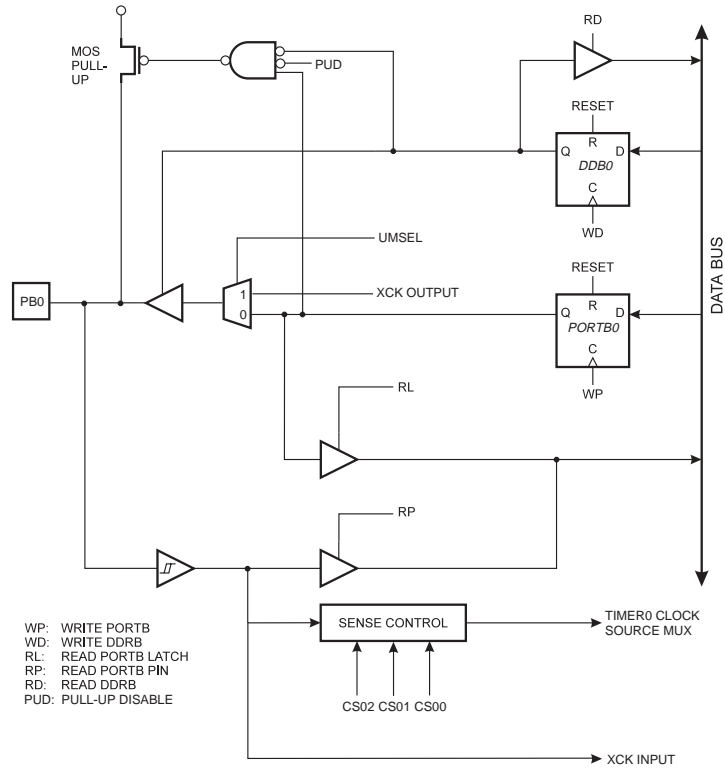 RD
MOS
PULL-
UP
PUD
RESET
R
Q
D
DDB0
C
WD
UMSEL
RESET
PB0
1
XCK OUTPUT
0
R
Q
D
PORTB0
C
WP
DATA BUS
RL
RP
SENSE CONTROL
TIMER0 CLOCK
SOURCE MUX
WP: WRITE PORTB
WD: WRITE DDRB
RL: READ PORTB LATCH
RP: READ PORTB PIN
RD: READ DDRB
PUD: PULL-UP DISABLE
CS02 CS01 CS00
XCK INPUT